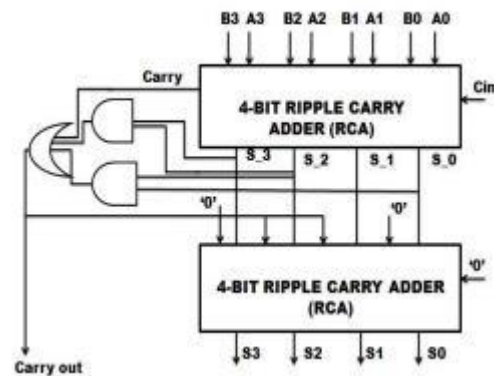 B3 A3 B2 A2 B1 A1 B0 A0
Carry
Cin
4-BIT RIPPLE CARRY
ADDER (RCA)
S_3 S_2 S_1 S_0
'0' '0'
'0'
4-BIT RIPPLE CARRY ADDER
(RCA)
S3 S2 S1 S0
Carry out